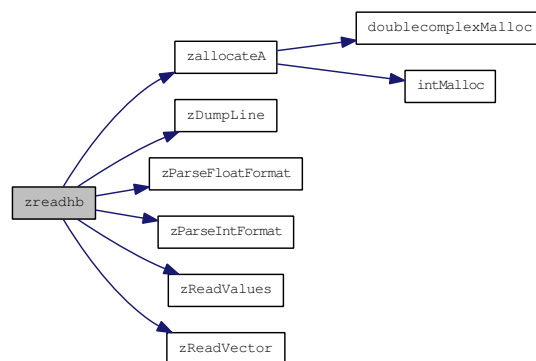 doublecomplexMalloc
zallocateA
intMalloc
zDumpLine
zParseFloatFormat
zreadhb
zParseIntFormat
zReadValues
zReadVector